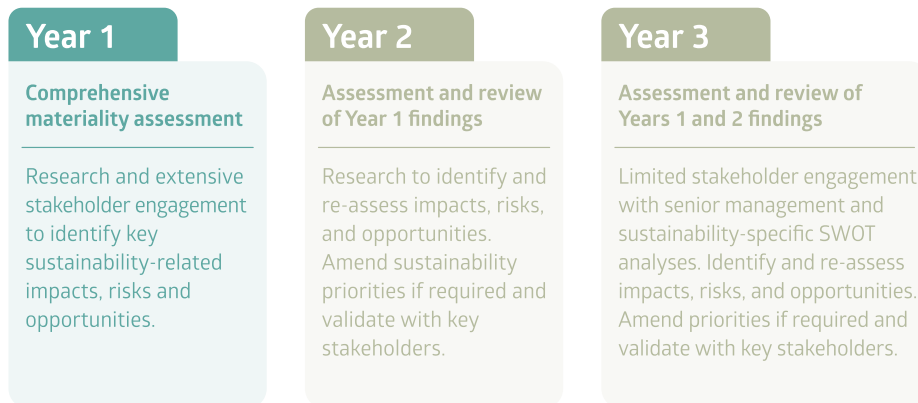 Year 1
Comprehensive
materiality assessment
Research and extensive
stakeholder engagement
to identify key
sustainability-related
impacts, risks and
opportunities.
Year 2
Assessment and review
of Year 1 findings
Research to identify and
re-assess impacts, risks,
and opportunities.
Amend sustainability
priorities if required and
validate with key
stakeholders.
Year 3
Assessment and review of
Years 1 and 2 findings
Limited stakeholder engagement
with senior management and
sustainability-specific SWOT
analyses. Identify and re-assess
impacts, risks, and opportunities.
Amend priorities if required and
validate with key stakeholders.